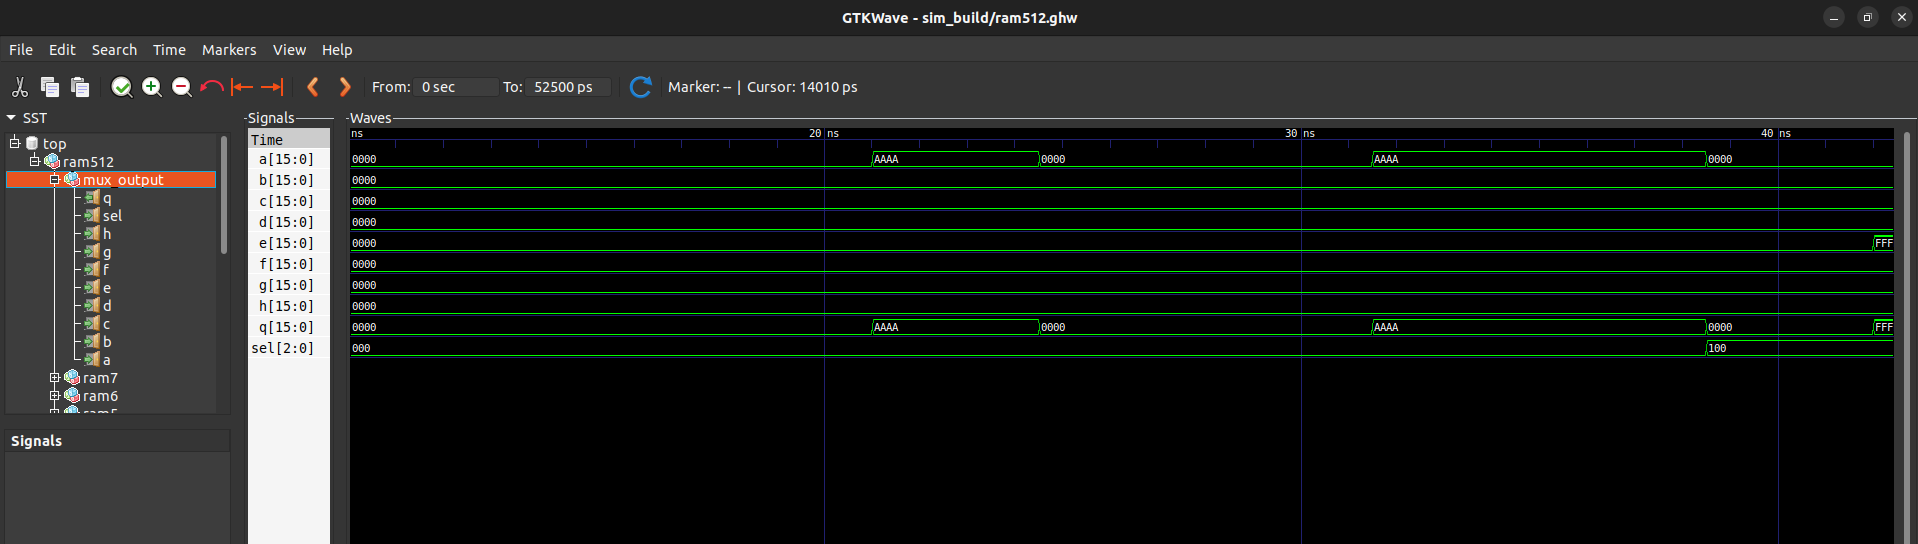 GTKWave - sim_build/ram512.ghw
File Edit Search Time Markers View Help
From: 0 sec To: 52500 ps Marker: -- | Cursor: 14010 ps
SST
top
ram512
mux_output
q
sel
h
g
f
e
d
c
b
a
ram7
ram6
ram5
Signals
Signals
Time
a[15:0]
b[15:0]
c[15:0]
d[15:0]
e[15:0]
f[15:0]
g[15:0]
h[15:0]
q[15:0]
sel[2:0]
Waves
ns 20 ns 30 ns 40 ns
0000 AAAA 0000 AAAA 0000
0000
0000
0000
0000 FFF
0000
0000
0000
0000 AAAA 0000 AAAA 0000 FFF
000 100